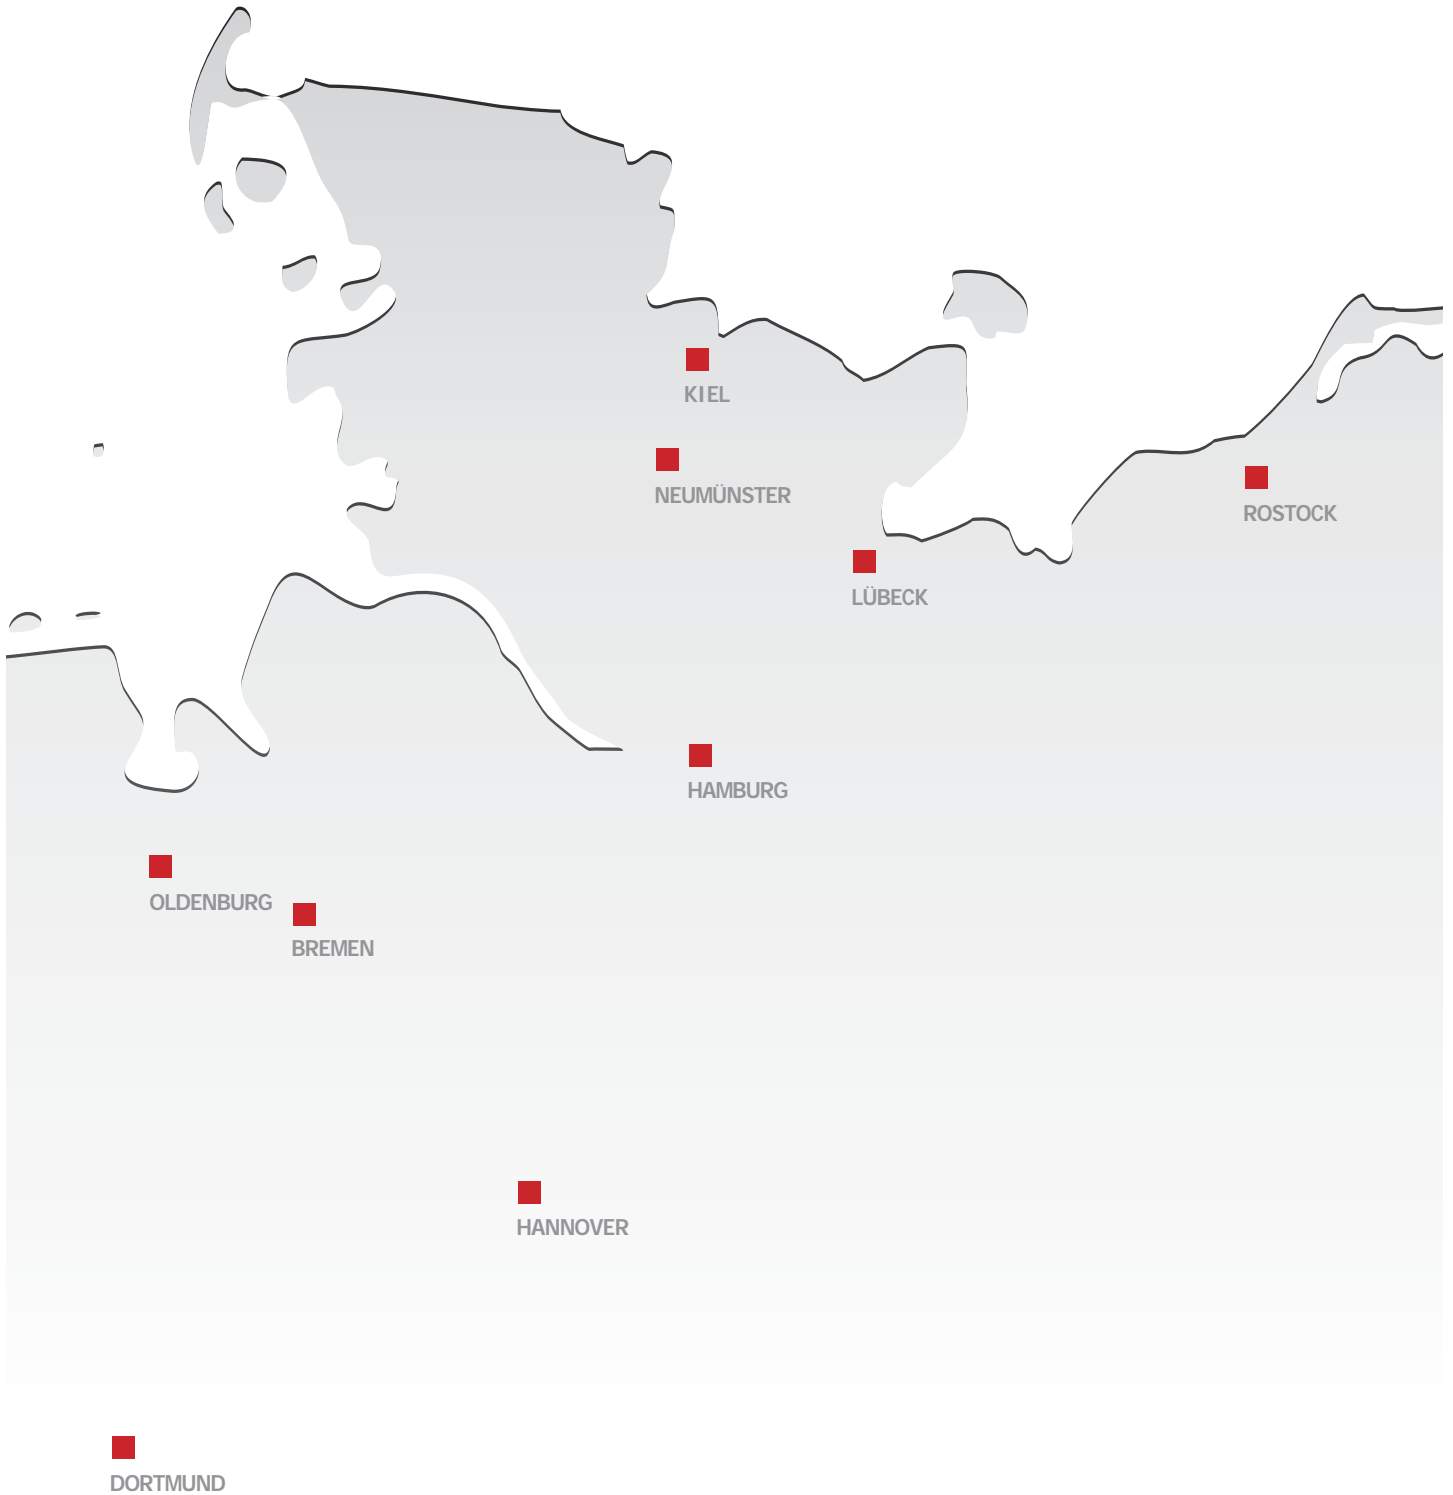 KIEL
NEUMÜNSTER
ROSTOCK
LÜBECK
HAMBURG
OLDENBURG
BREMEN
HANNOVER
DORTMUND